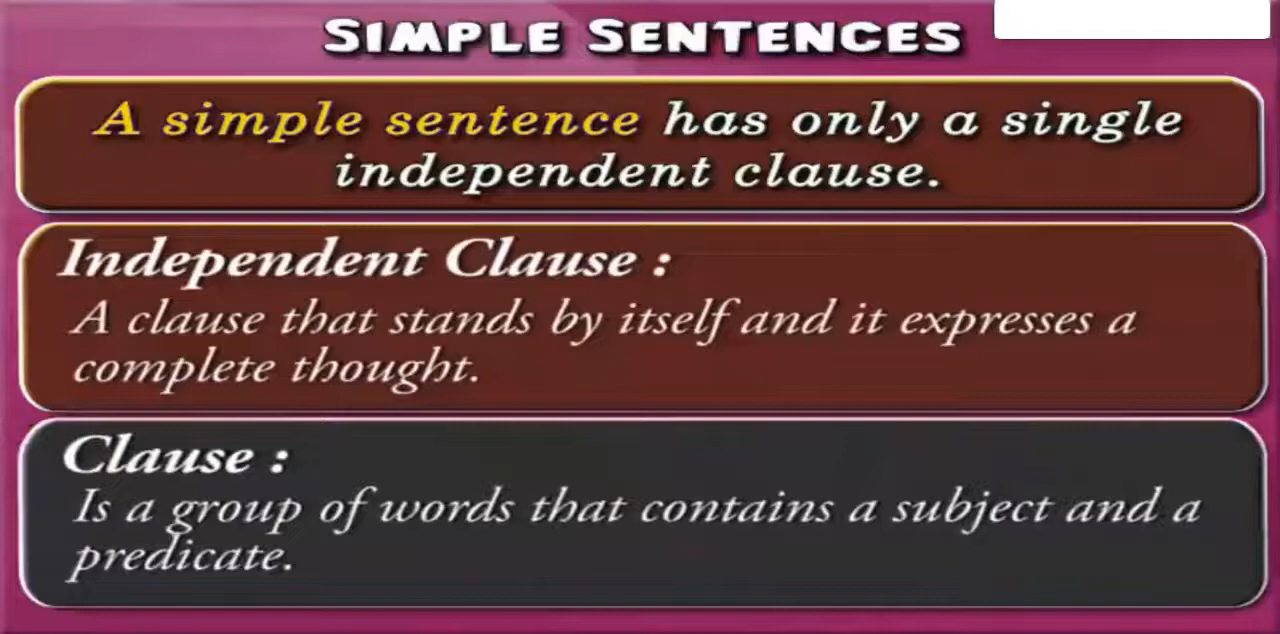 SIMPLE SENTENCES
A simple sentence has only a single
independent clause.
Independent Clause :
A clause that stands by itself and it expresses a
complete thought.
Clause :
Is a group of words that contains a subject and a
predicate.